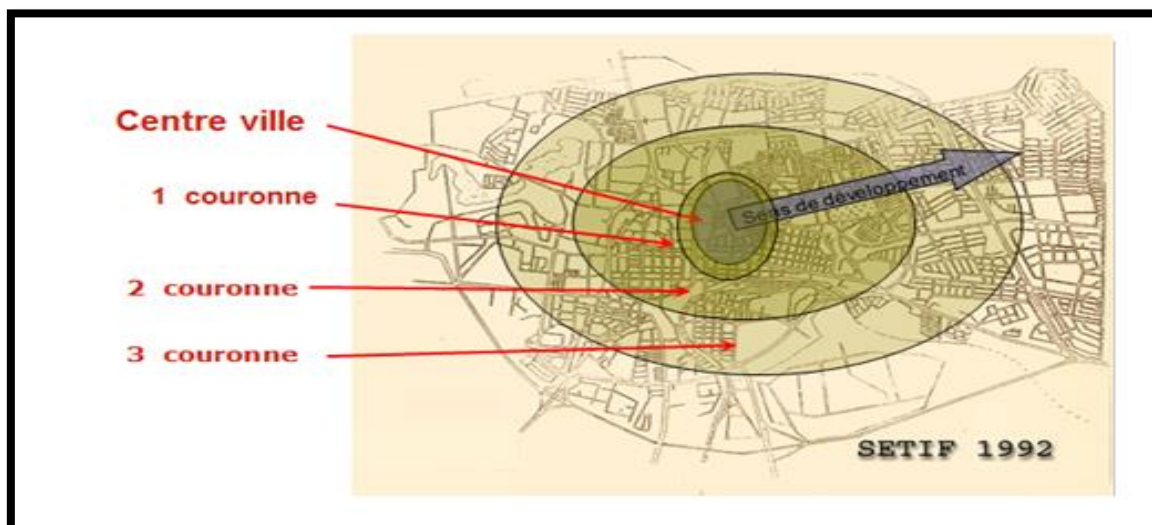 Centre ville
1 couronne
2 couronne
3 couronne
Sens de développement
SETIF 1992